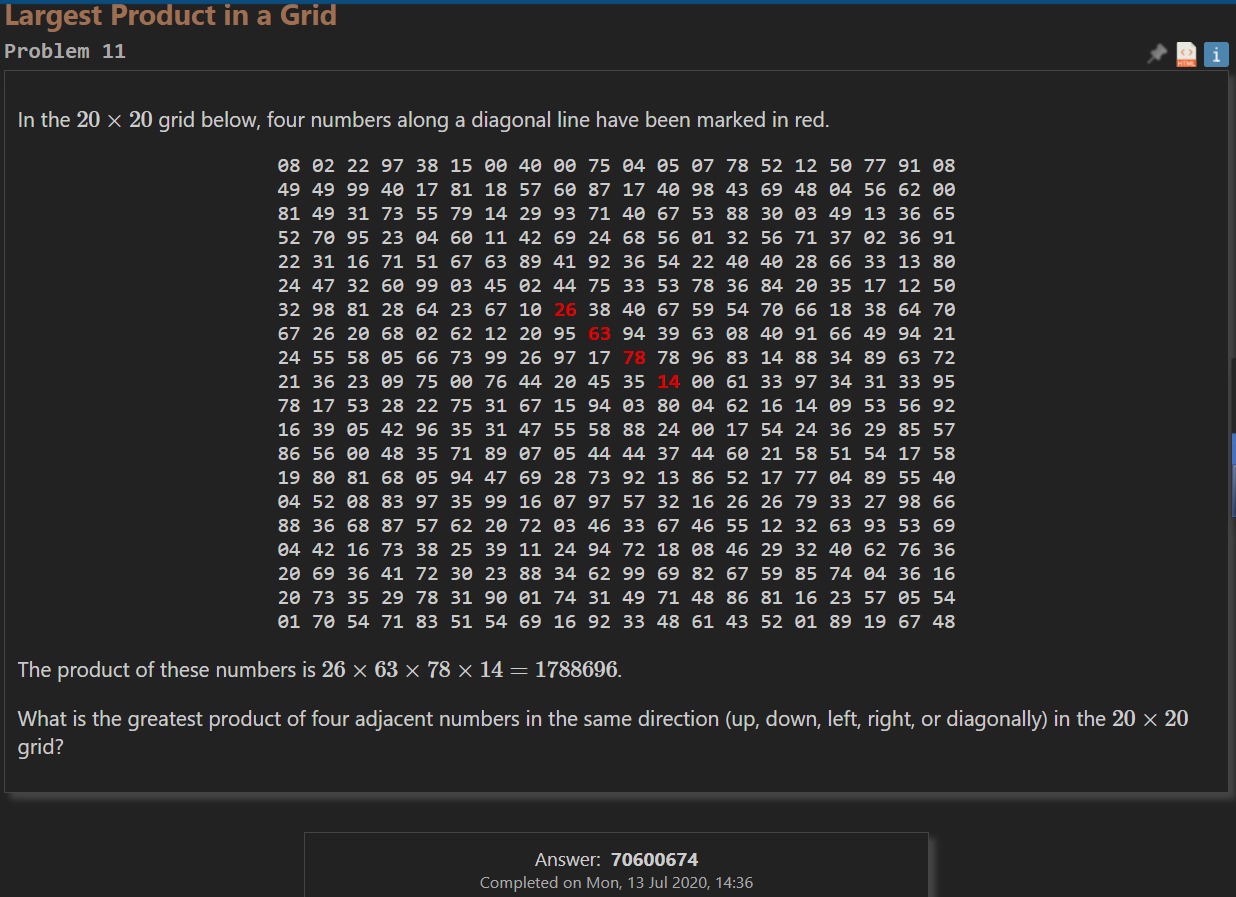 Largest Product in a Grid
Problem 11
HTML
i
In the 20 × 20 grid below, four numbers along a diagonal line have been marked in red.
08 02 22 97 38 15 00 40 00 75 04 05 07 78 52 12 50 77 91 08
49 49 99 40 17 81 18 57 60 87 17 40 98 43 69 48 04 56 62 00
81 49 31 73 55 79 14 29 93 71 40 67 53 88 30 03 49 13 36 65
52 70 95 23 04 60 11 42 69 24 68 56 01 32 56 71 37 02 36 91
22 31 16 71 51 67 63 89 41 92 36 54 22 40 40 28 66 33 13 80
24 47 32 60 99 03 45 02 44 75 33 53 78 36 84 20 35 17 12 50
32 98 81 28 64 23 67 10 26 38 40 67 59 54 70 66 18 38 64 70
67 26 20 68 02 62 12 20 95 63 94 39 63 08 40 91 66 49 94 21
24 55 58 05 66 73 99 26 97 17 78 78 96 83 14 88 34 89 63 72
21 36 23 09 75 00 76 44 20 45 35 14 00 61 33 97 34 31 33 95
78 17 53 28 22 75 31 67 15 94 03 80 04 62 16 14 09 53 56 92
16 39 05 42 96 35 31 47 55 58 88 24 00 17 54 24 36 29 85 57
86 56 00 48 35 71 89 07 05 44 44 37 44 60 21 58 51 54 17 58
19 80 81 68 05 94 47 69 28 73 92 13 86 52 17 77 04 89 55 40
04 52 08 83 97 35 99 16 07 97 57 32 16 26 26 79 33 27 98 66
88 36 68 87 57 62 20 72 03 46 33 67 46 55 12 32 63 93 53 69
04 42 16 73 38 25 39 11 24 94 72 18 08 46 29 32 40 62 76 36
20 69 36 41 72 30 23 88 34 62 99 69 82 67 59 85 74 04 36 16
20 73 35 29 78 31 90 01 74 31 49 71 48 86 81 16 23 57 05 54
01 70 54 71 83 51 54 69 16 92 33 48 61 43 52 01 89 19 67 48
The product of these numbers is 26 × 63 × 78 × 14 = 1788696.
What is the greatest product of four adjacent numbers in the same direction (up, down, left, right, or diagonally) in the 20 × 20
grid?
Answer: 70600674
Completed on Mon, 13 Jul 2020, 14:36